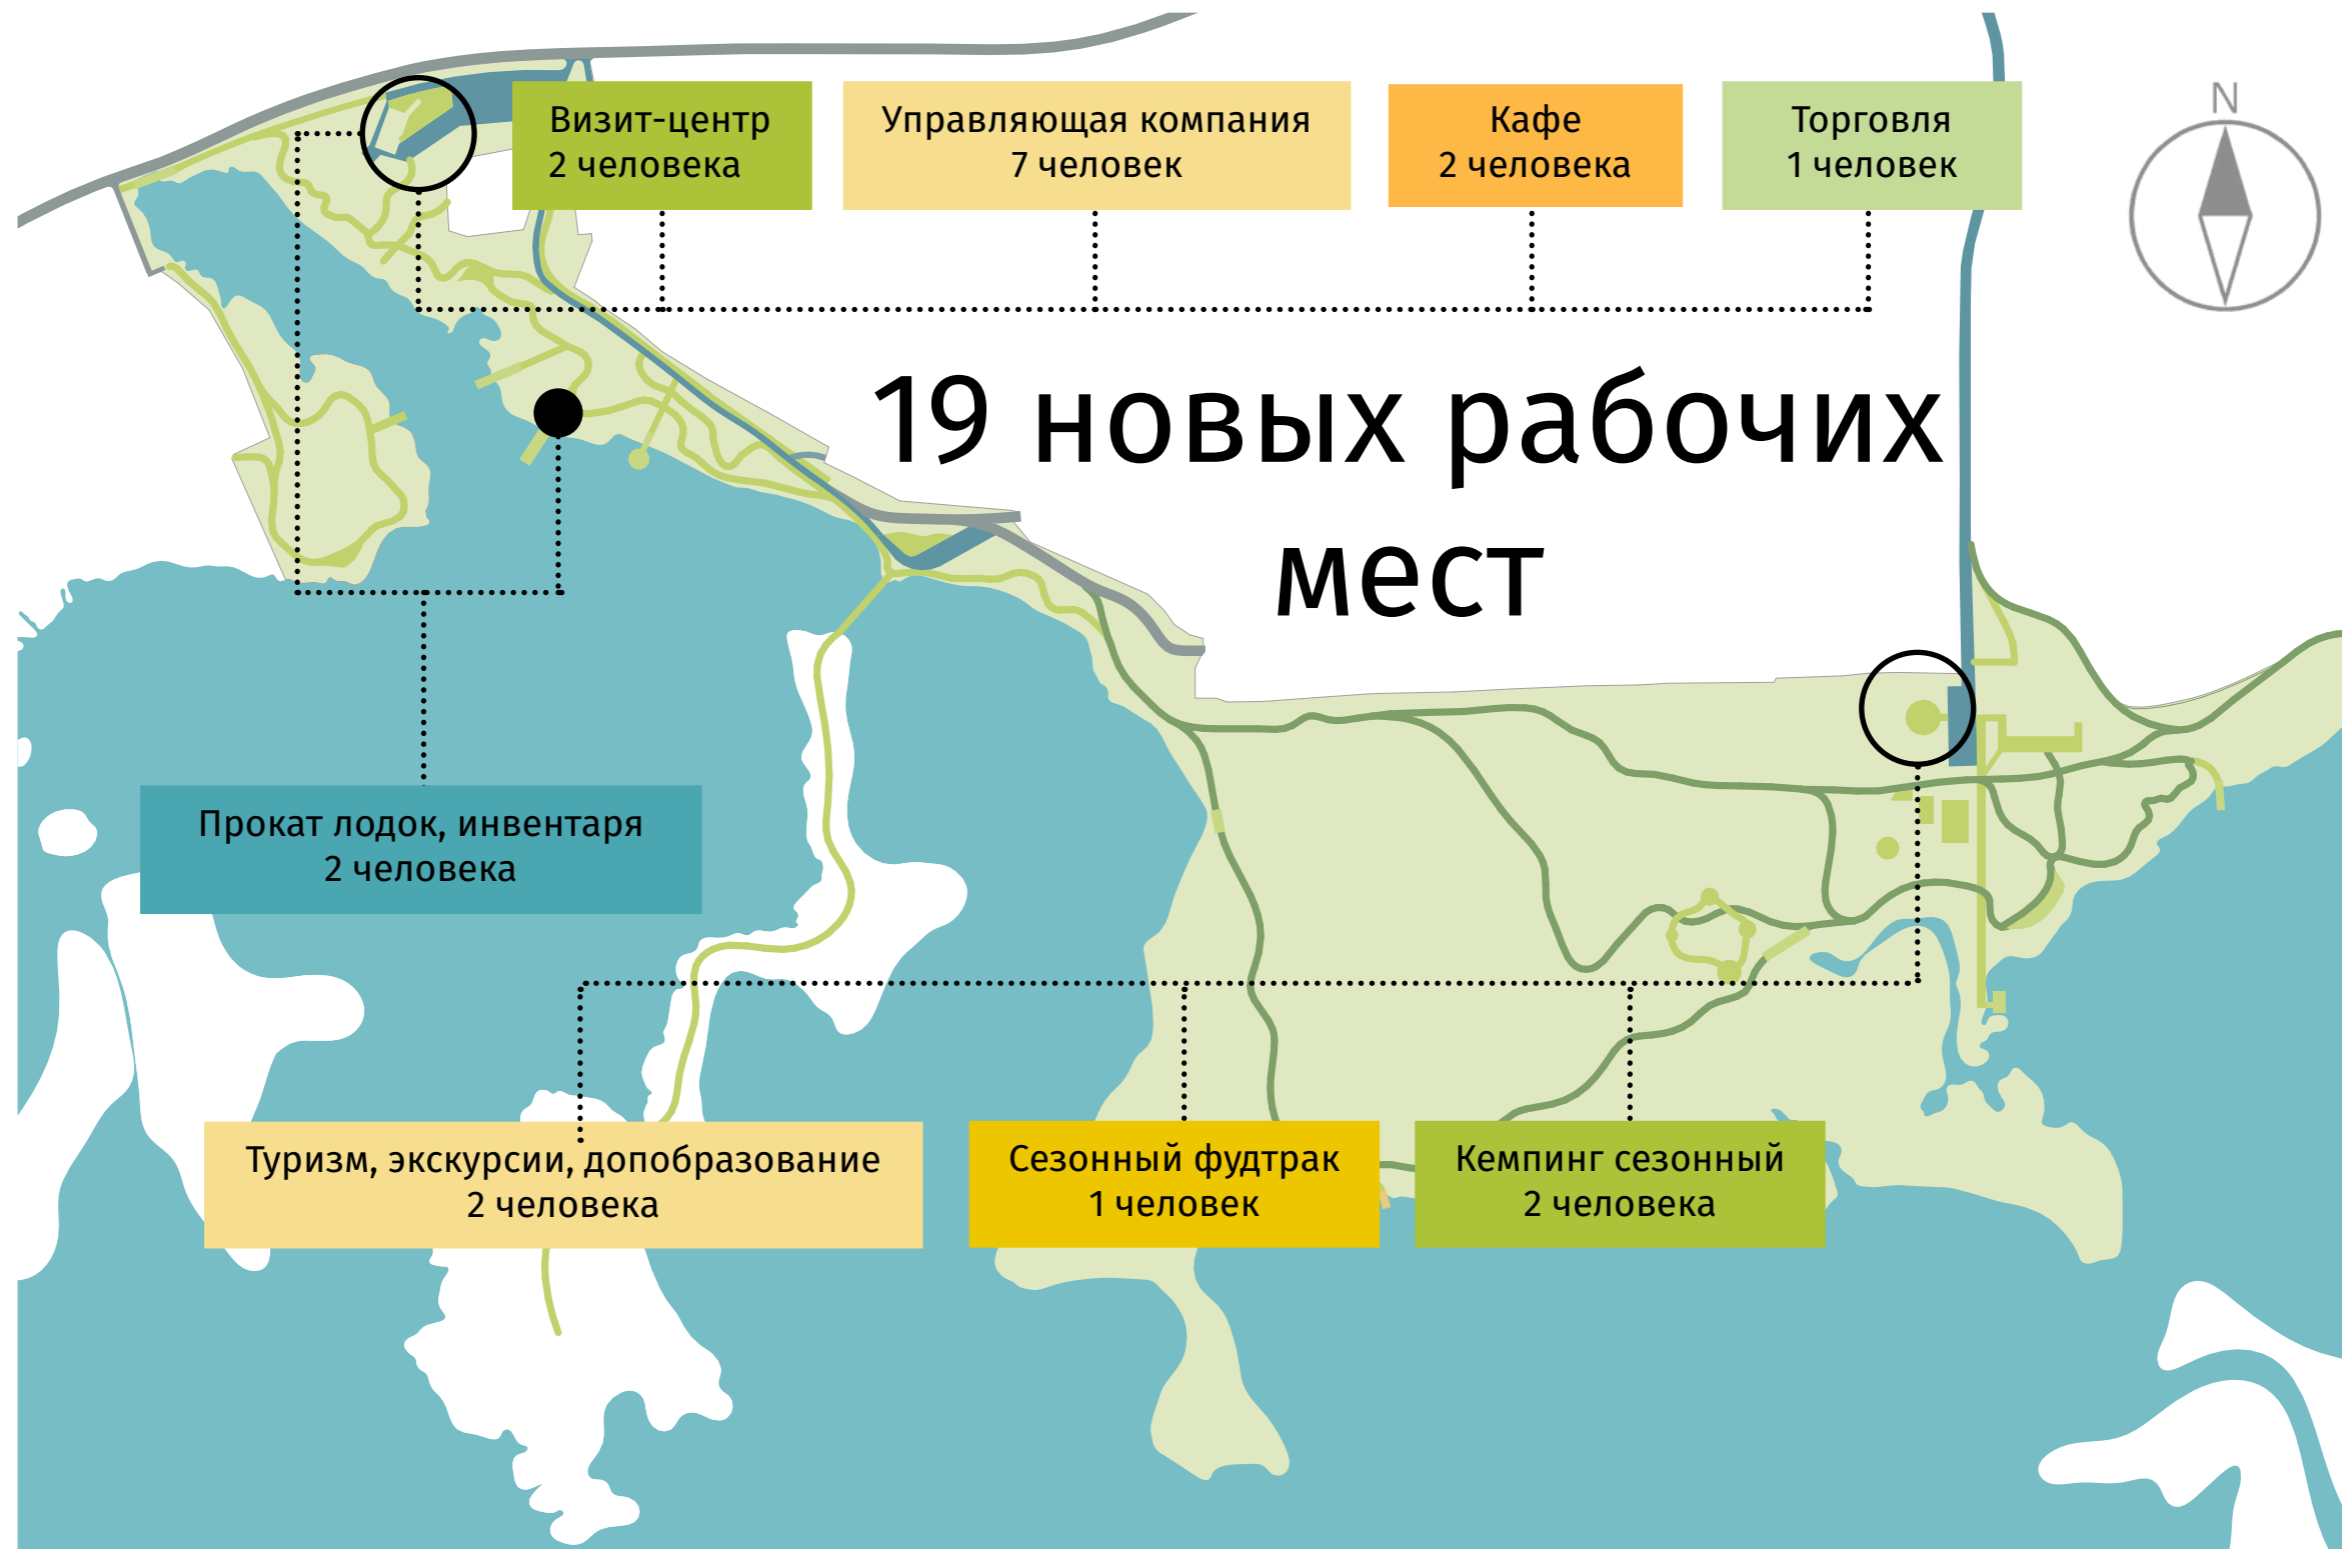 Визит-центр
2 человека
Управляющая компания
7 человек
Кафе
2 человека
Торговля
1 человек
N
19 новых рабочих
мест
Прокат лодок, инвентаря
2 человека
Туризм, экскурсии, допобразование
2 человека
Сезонный фудтрак
1 человек
Кемпинг сезонный
2 человека